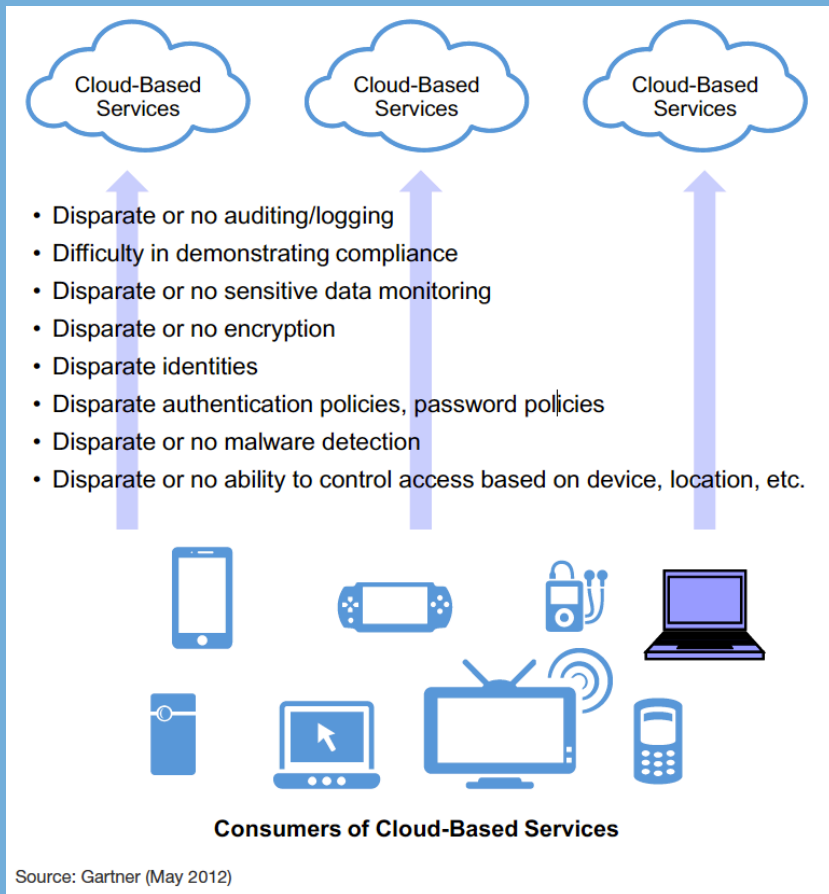 Cloud-Based
Services
Cloud-Based
Services
Cloud-Based
Services
• Disparate or no auditing/logging
• Difficulty in demonstrating compliance
• Disparate or no sensitive data monitoring
• Disparate or no encryption
• Disparate identities
• Disparate authentication policies, password policies
• Disparate or no malware detection
• Disparate or no ability to control access based on device, location, etc.
Consumers of Cloud-Based Services
Source: Gartner (May 2012)